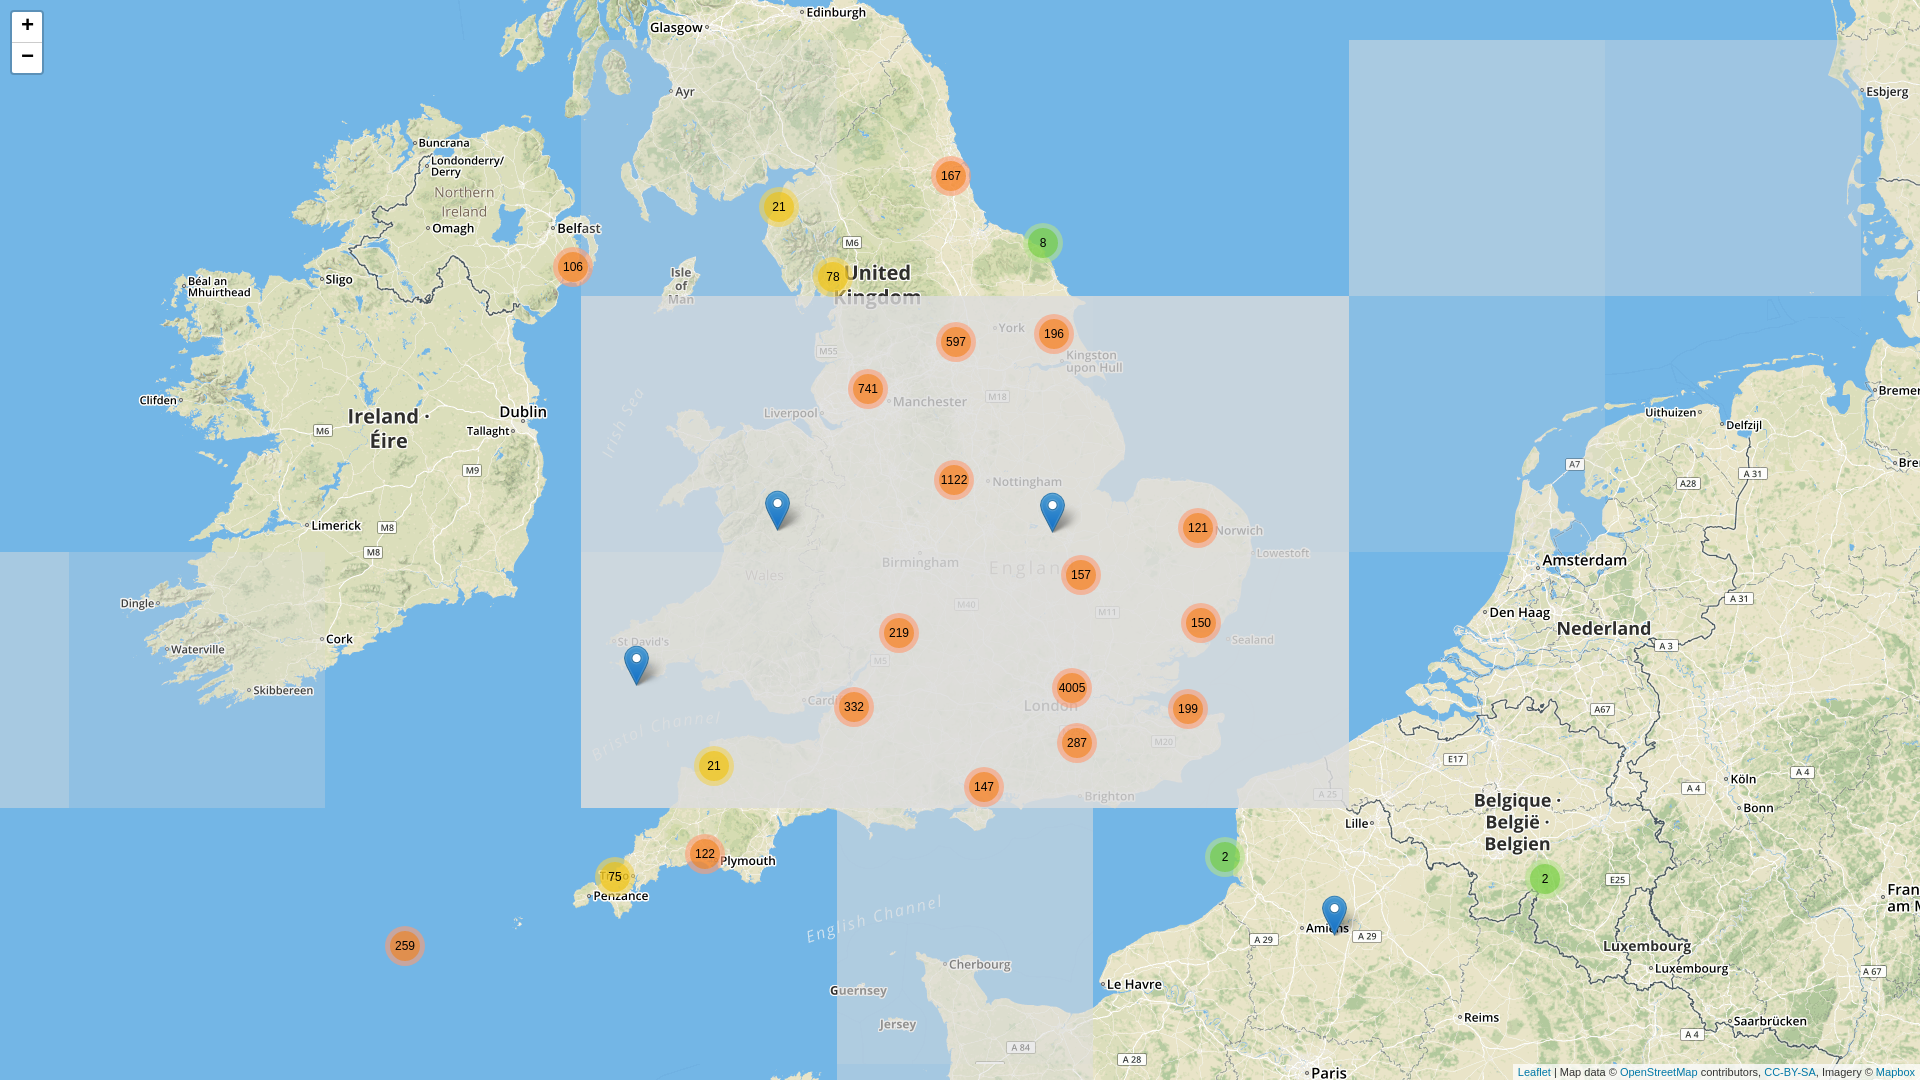 +
−
Edinburgh
Glasgow
Ayr
Esbjerg
Buncrana
Londonderry/
Derry
167
Northern
Ireland
21
Omagh
Belfast
M6
8
106
Isle
of
Man
78
United
Kingdom
Sligo
Béal an
Mhuirthead
York
196
597
M55
Kingston
upon Hull
741
Manchester
M18
Bremer
Clifden
Liverpool
Dublin
Uithuizen
Delfzijl
Ireland ·
Éire
M6
Tallaght
Irish Sea
A7
Bre
M9
A 31
1122
Nottingham
A28
Limerick
M8
121
Norwich
M8
Lowestoft
Birmingham
Amsterdam
Wales
England
157
Dingle
M40
M11
A 31
Den Haag
150
Nederland
219
Cork
St David's
Sealand
A 3
Waterville
M5
Skibbereen
4005
Cardi
332
London
199
A67
Bristol Channel
287
M20
E17
21
A 4
Köln
147
Brighton
A 25
A 4
Bonn
Belgique ·
België ·
Belgien
Lille
122
Plymouth
2
75
2
E25
Penzance
Fran
am M
English Channel
Amiens
A 29
A 29
259
Luxembourg
Cherbourg
Luxembourg
A 67
Le Havre
Guernsey
Reims
Jersey
Saarbrücken
A 4
A 84
A 28
Paris
Leaflet | Map data © OpenStreetMap contributors, CC-BY-SA, Imagery © Mapbox